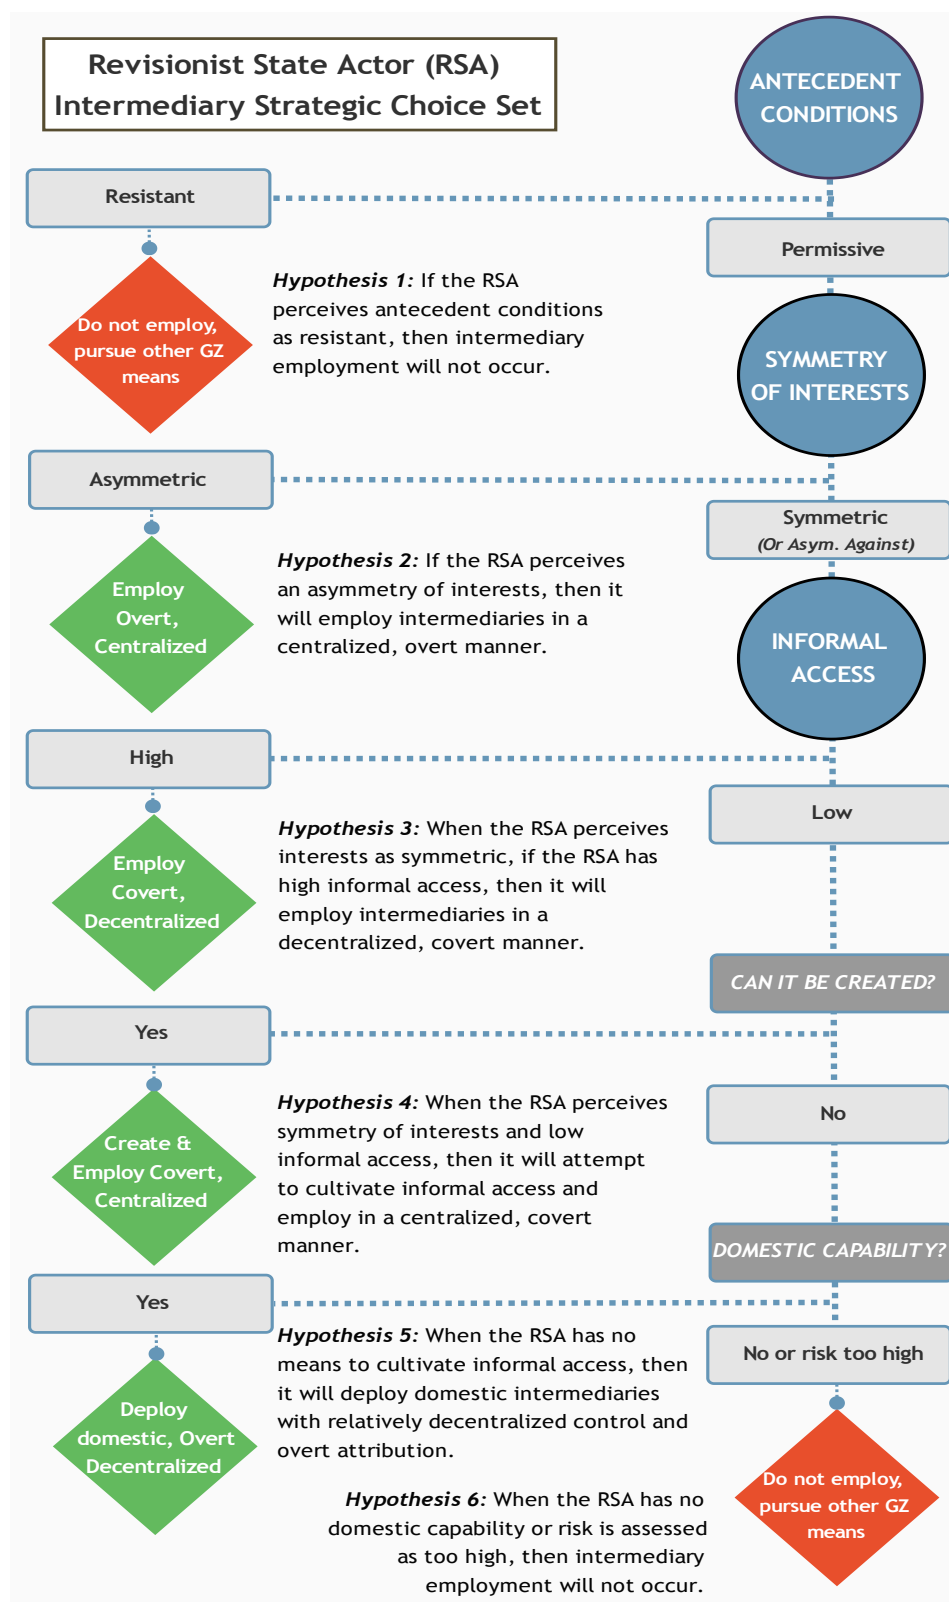 Revisionist State Actor (RSA)
Intermediary Strategic Choice Set
ANTECEDENT
CONDITIONS
Resistant
Permissive
Do not employ,
pursue other GZ
means
Hypothesis 1: If the RSA
perceives antecedent conditions
as resistant, then intermediary
employment will not occur.
SYMMETRY
OF INTERESTS
Asymmetric
Symmetric
(Or Asym. Against)
Employ
Overt,
Centralized
Hypothesis 2: If the RSA perceives
an asymmetry of interests, then it
will employ intermediaries in a
centralized, overt manner.
INFORMAL
ACCESS
High
Low
Employ
Covert,
Decentralized
Hypothesis 3: When the RSA perceives
interests as symmetric, if the RSA has
high informal access, then it will
employ intermediaries in a
decentralized, covert manner.
CAN IT BE CREATED?
Yes
No
Create &
Employ Covert,
Centralized
Hypothesis 4: When the RSA perceives
symmetry of interests and low
informal access, then it will attempt
to cultivate informal access and
employ in a centralized, covert
manner.
DOMESTIC CAPABILITY?
Yes
No or risk too high
Deploy
domestic, Overt
Decentralized
Hypothesis 5: When the RSA has no
means to cultivate informal access, then
it will deploy domestic intermediaries
with relatively decentralized control and
overt attribution.
Do not employ,
pursue other GZ
means
Hypothesis 6: When the RSA has no
domestic capability or risk is assessed
as too high, then intermediary
employment will not occur.